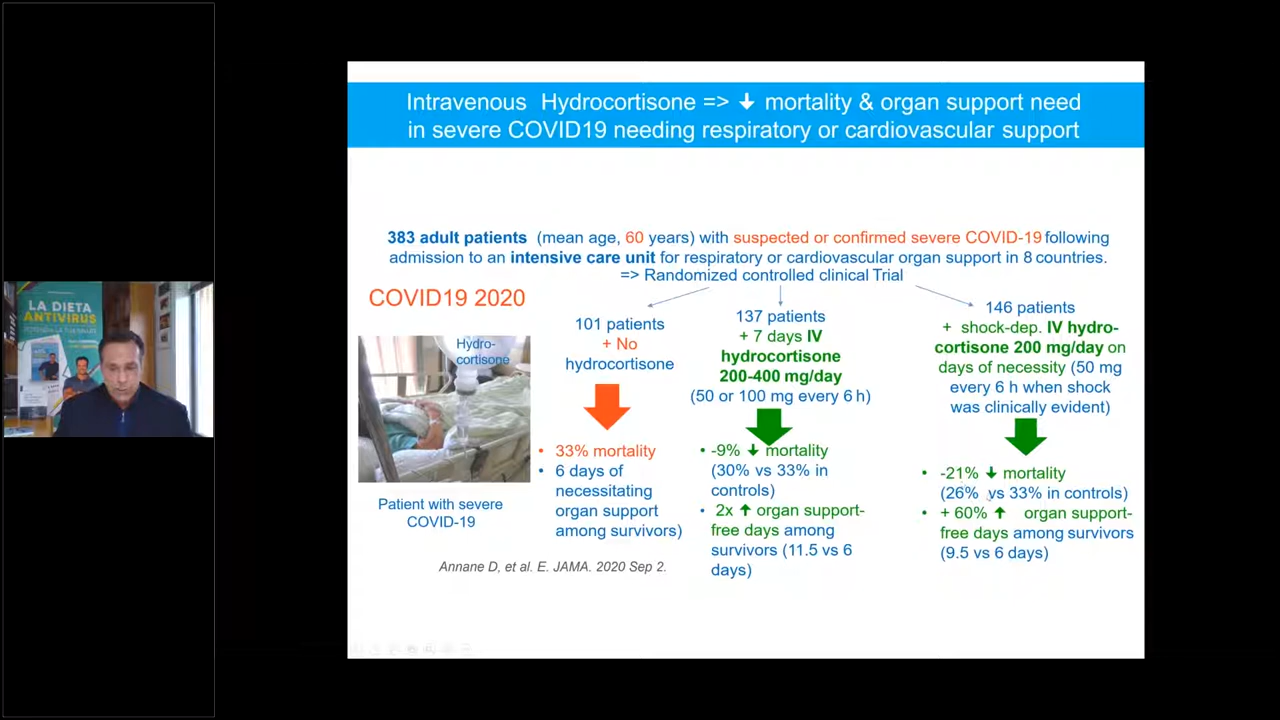 Intravenous Hydrocortisone => ↓ mortality & organ support need
in severe COVID19 needing respiratory or cardiovascular support
383 adult patients (mean age, 60 years) with suspected or confirmed severe COVID-19 following
admission to an intensive care unit for respiratory or cardiovascular organ support in 8 countries.
=> Randomized controlled clinical Trial
COVID19 2020
Hydro-
cortisone
Patient with severe
COVID-19
101 patients
+ No
hydrocortisone
• 33% mortality
• 6 days of
necessitating
organ support
among survivors)
137 patients
+ 7 days IV
hydrocortisone
200-400 mg/day
(50 or 100 mg every 6 h)
• -9% ↓ mortality
(30% vs 33% in
controls)
• 2x ↑ organ support-
free days among
survivors (11.5 vs 6
days)
146 patients
+ shock-dep. IV hydro-
cortisone 200 mg/day on
days of necessity (50 mg
every 6 h when shock
was clinically evident)
• -21% ↓ mortality
(26% vs 33% in controls)
• + 60% ↑ organ support-
free days among survivors
(9.5 vs 6 days)
Annane D, et al. E. JAMA. 2020 Sep 2.
LA DIETA
ANTIVIRUS